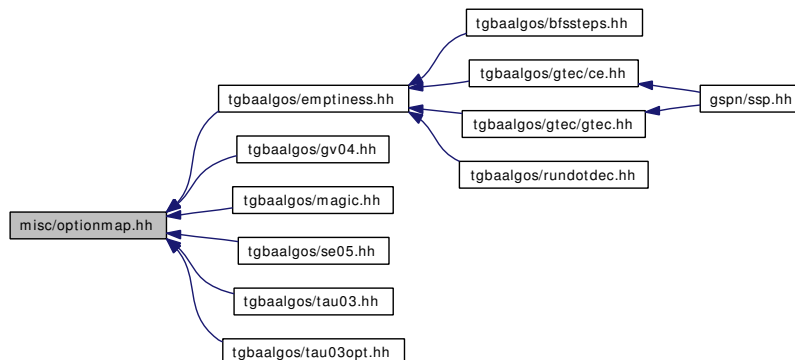 tgbaalgos/bfssteps.hh
tgbaalgos/gtec/ce.hh
tgbaalgos/emptiness.hh
gspn/ssp.hh
tgbaalgos/gtec/gtec.hh
tgbaalgos/gv04.hh
tgbaalgos/rundotdec.hh
tgbaalgos/magic.hh
misc/optionmap.hh
tgbaalgos/se05.hh
tgbaalgos/tau03.hh
tgbaalgos/tau03opt.hh